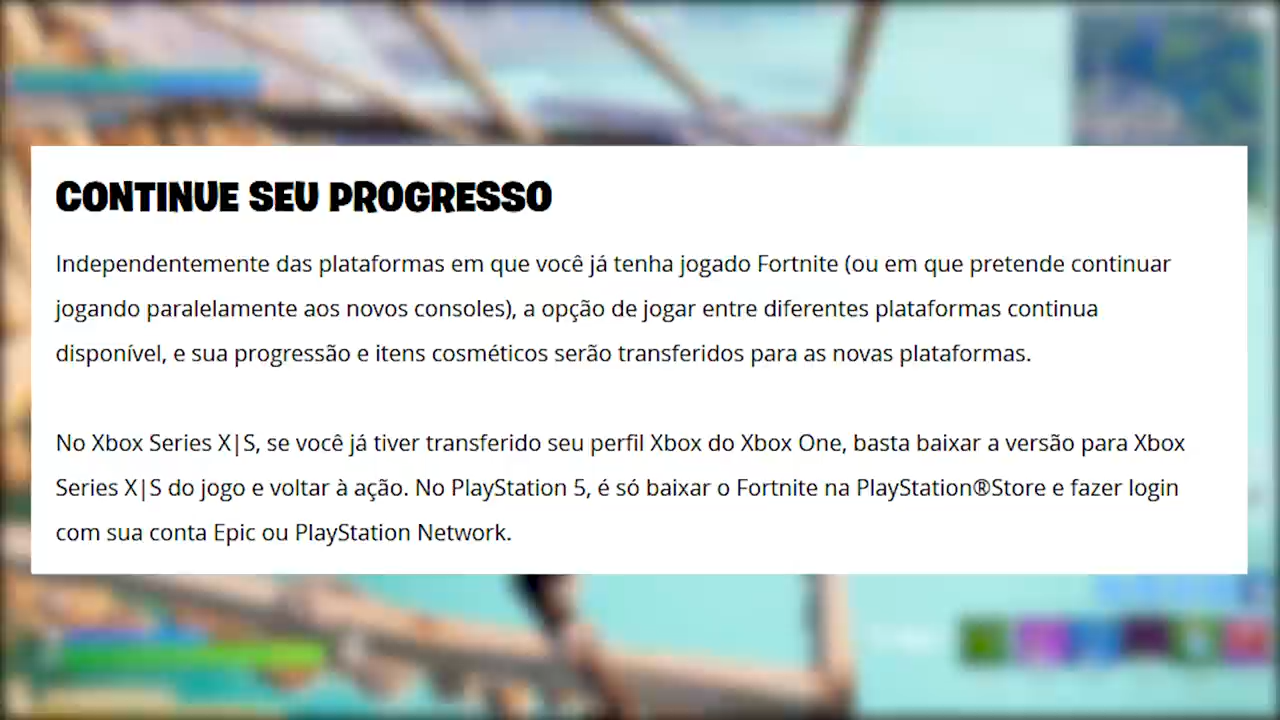 CONTINUE SEU PROGRESSO
Independentemente das plataformas em que você já tenha jogado Fortnite (ou em que pretende continuar
jogando paralelamente aos novos consoles), a opção de jogar entre diferentes plataformas continua
disponível, e sua progressão e itens cosméticos serão transferidos para as novas plataformas.
No Xbox Series X|S, se você já tiver transferido seu perfil Xbox do Xbox One, basta baixar a versão para Xbox
Series X|S do jogo e voltar à ação. No PlayStation 5, é só baixar o Fortnite na PlayStation®Store e fazer login
com sua conta Epic ou PlayStation Network.